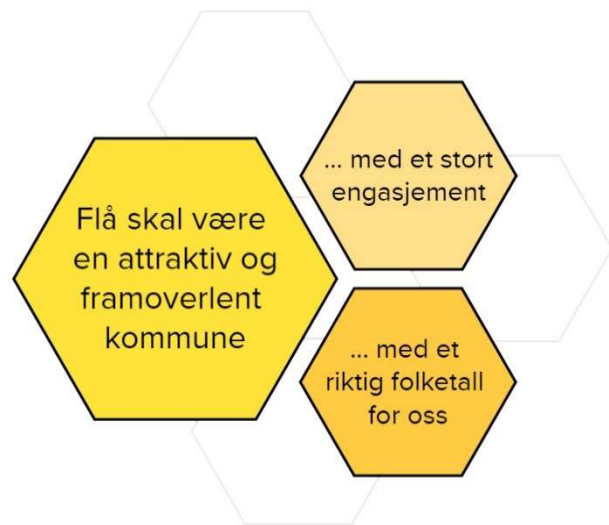 Flå skal være
en attraktiv og
framoverlent
kommune
... med et stort
engasjement
... med et
riktig folketall
for oss